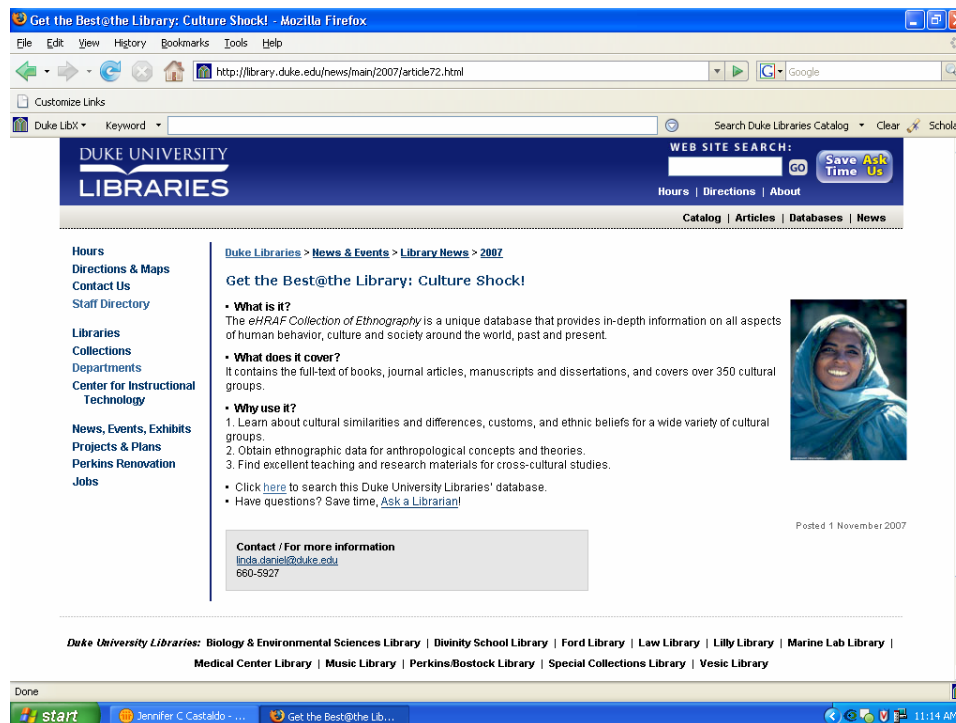 Get the Best@the Library: Culture Shock! - Mozilla Firefox
File Edit View History Bookmarks Tools Help
http://library.duke.edu/news/main/2007/article72.html
G Google
Customize Links
Duke LibX Keyword Search Duke Libraries Catalog Clear Schola
DUKE UNIVERSITY
LIBRARIES
WEB SITE SEARCH:
GO
Save Ask
Time Us
Hours | Directions | About
Catalog | Articles | Databases | News
Hours
Directions & Maps
Contact Us
Staff Directory
Libraries
Collections
Departments
Center for Instructional
Technology
News, Events, Exhibits
Projects & Plans
Perkins Renovation
Jobs
Duke Libraries > News & Events > Library News > 2007
Get the Best@the Library: Culture Shock!
• What is it?
The eHRAF Collection of Ethnography is a unique database that provides in-depth information on all aspects
of human behavior, culture and society around the world, past and present.
• What does it cover?
It contains the full-text of books, journal articles, manuscripts and dissertations, and covers over 350 cultural
groups.
• Why use it?
1. Learn about cultural similarities and differences, customs, and ethnic beliefs for a wide variety of cultural
groups.
2. Obtain ethnographic data for anthropological concepts and theories.
3. Find excellent teaching and research materials for cross-cultural studies.
• Click here to search this Duke University Libraries' database.
• Have questions? Save time, Ask a Librarian!
Posted 1 November 2007
Contact / For more information
linda.daniel@duke.edu
660-5927
Duke University Libraries: Biology & Environmental Sciences Library | Divinity School Library | Ford Library | Law Library | Lilly Library | Marine Lab Library |
Medical Center Library | Music Library | Perkins/Bostock Library | Special Collections Library | Vesic Library
Done
start Jennifer C Castaldo - ... Get the Best@the Lib... 11:14 AM